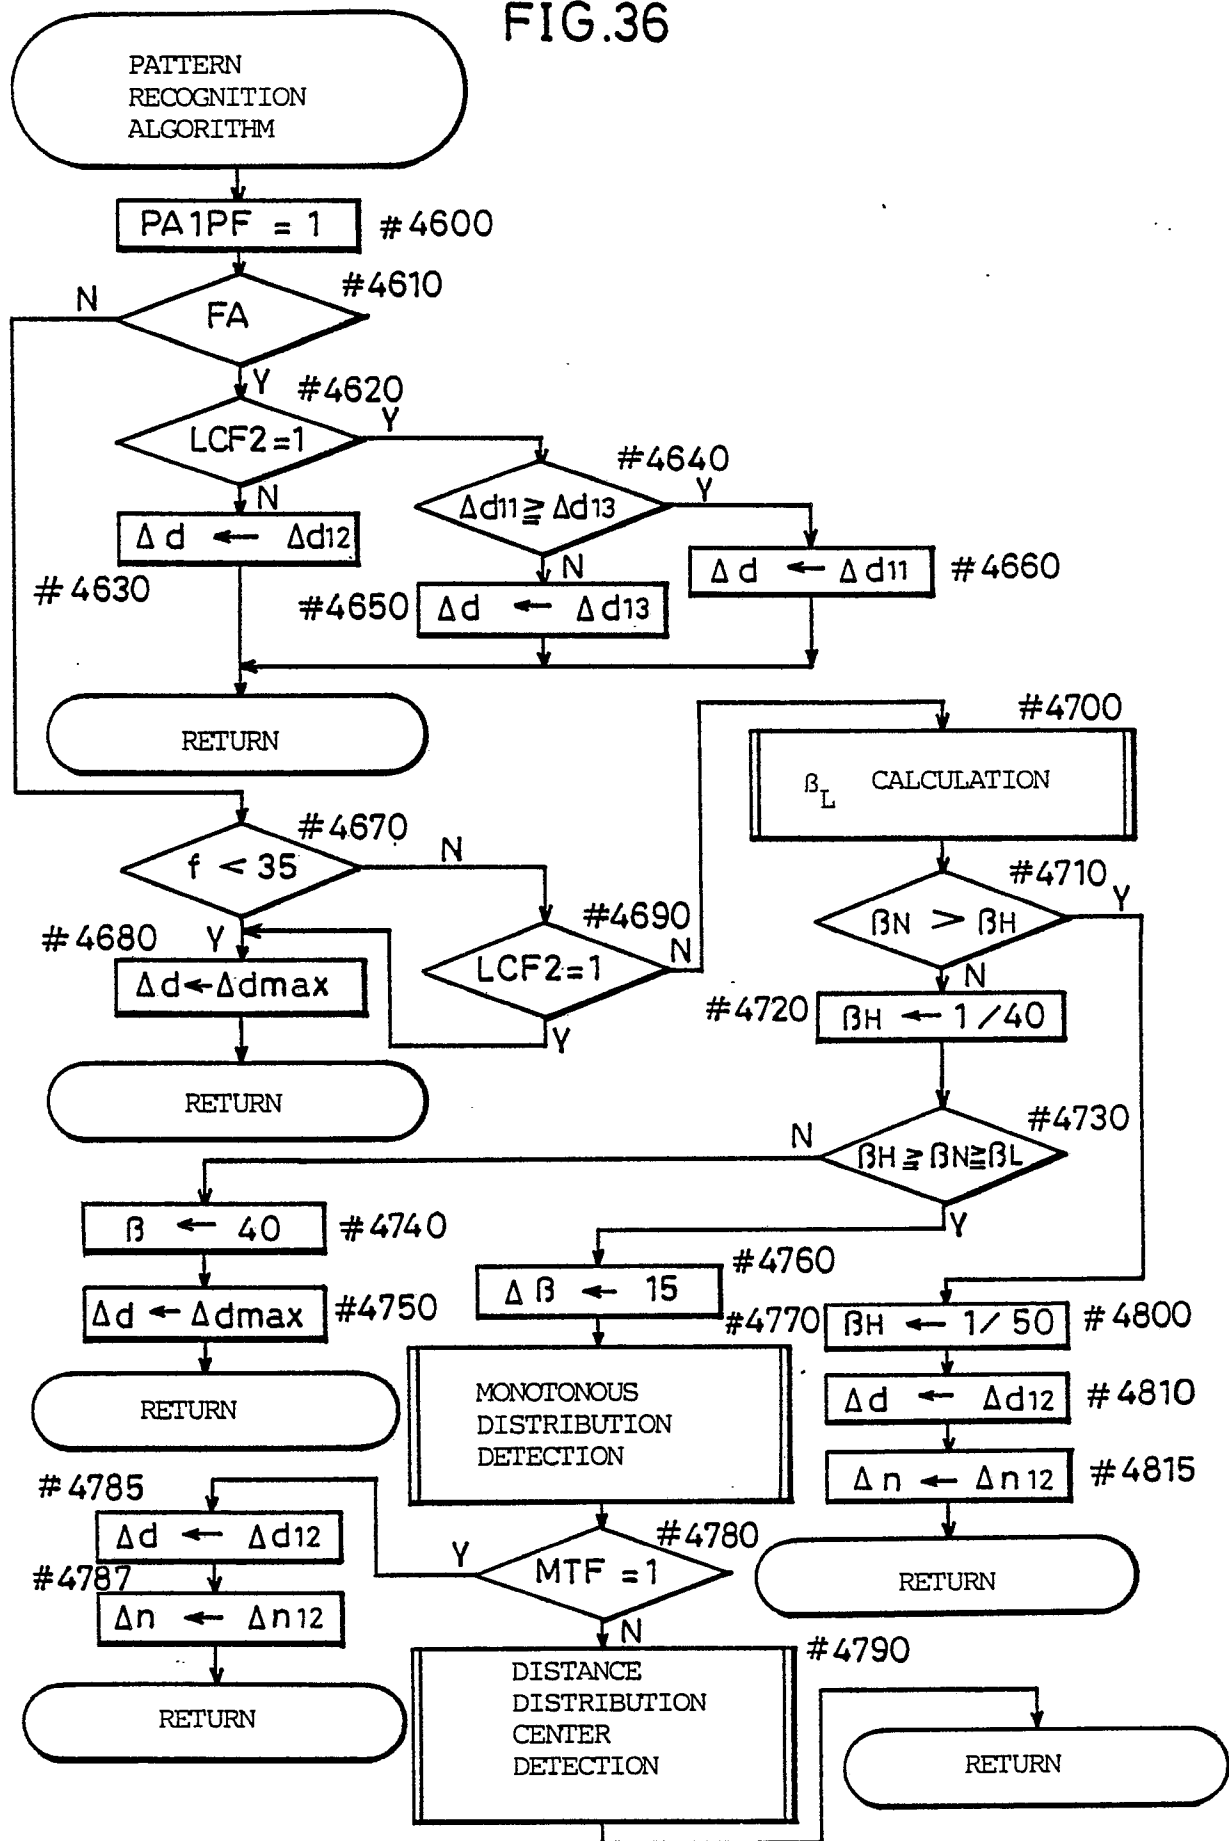 FIG.36
PATTERN
RECOGNITION
ALGORITHM
PA1PF = 1
#4600
#4610
N
FA
Y
#4620
Y
LCF2=1
N
#4640
Y
Δd11 ≧ Δd13
Δd ← Δd12
#4630
N
Δd ← Δd11
#4660
#4650
Δd ← Δd13
RETURN
#4700
βL CALCULATION
#4670
f < 35
N
#4710
Y
βN > βH
#4690
#4680
Y
N
LCF2=1
Δd←Δdmax
N
#4720
βH ← 1/40
Y
RETURN
#4730
N
βH ≧ βN ≧ βL
Y
β ← 40
#4740
#4760
Δβ ← 15
Δd ← Δdmax
#4750
#4770
βH ← 1/50
#4800
RETURN
MONOTONOUS
DISTRIBUTION
DETECTION
Δd ← Δd12
#4810
Δn ← Δn12
#4815
#4785
Δd ← Δd12
#4780
Y
MTF = 1
N
RETURN
#4787
Δn ← Δn12
RETURN
#4790
DISTANCE
DISTRIBUTION
CENTER
DETECTION
RETURN